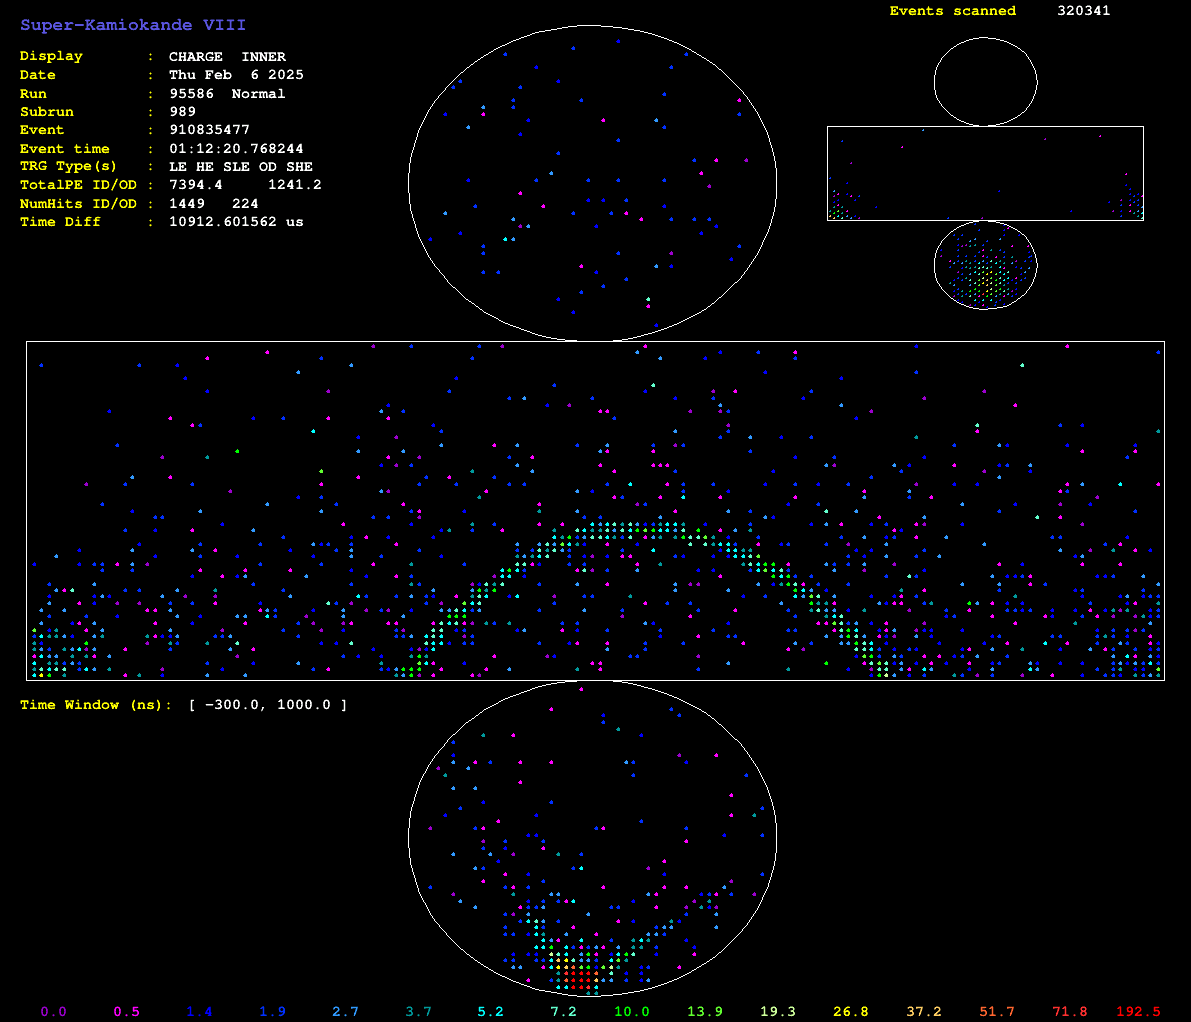 Super-Kamiokande VIII
Events scanned 320341
Display : CHARGE INNER
Date : Thu Feb 6 2025
Run : 95586 Normal
Subrun : 989
Event : 910835477
Event time : 01:12:20.768244
TRG Type(s) : LE HE SLE OD SHE
TotalPE ID/OD : 7394.4 1241.2
NumHits ID/OD : 1449 224
Time Diff : 10912.601562 us
Time Window (ns): [ -300.0, 1000.0 ]
0.0 0.5 1.4 1.9 2.7 3.7 5.2 7.2 10.0 13.9 19.3 26.8 37.2 51.7 71.8 192.5